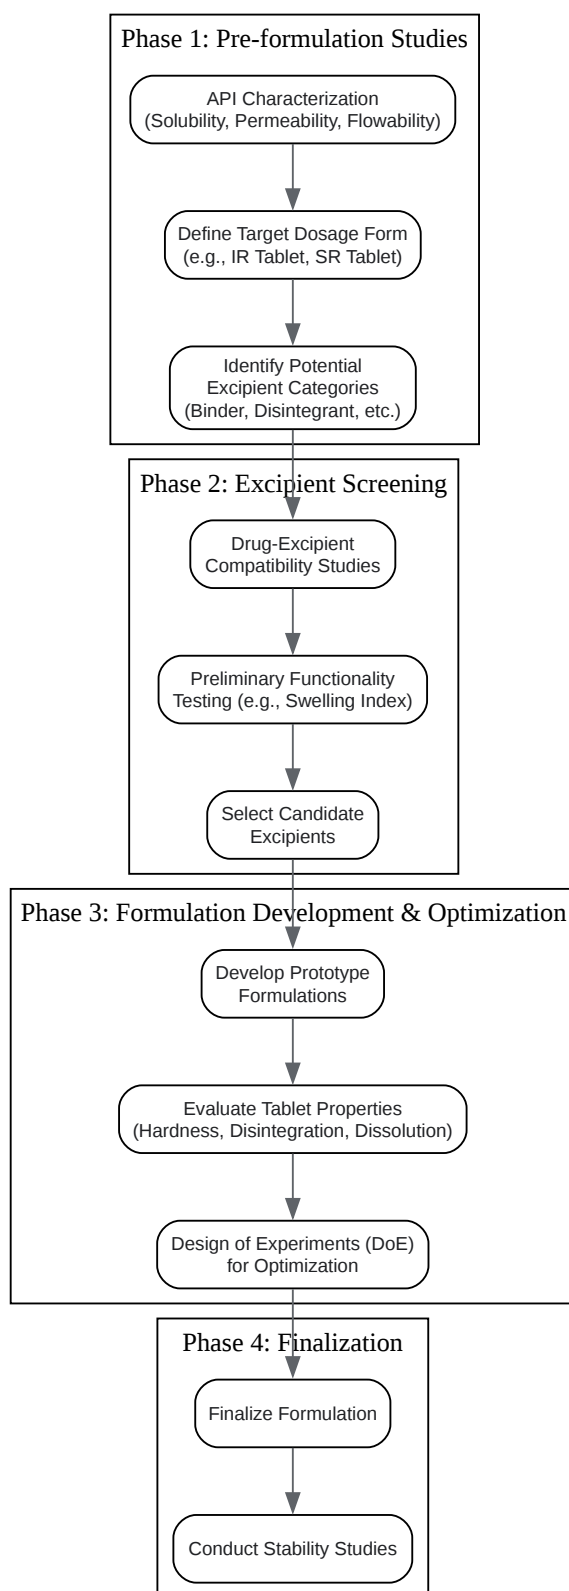 Phase 1: Pre-formulation Studies
API Characterization
(Solubility, Permeability, Flowability)
Define Target Dosage Form
(e.g., IR Tablet, SR Tablet)
Identify Potential
Excipient Categories
(Binder, Disintegrant, etc.)
Phase 2: Excipient Screening
Drug-Excipient
Compatibility Studies
Preliminary Functionality
Testing (e.g., Swelling Index)
Select Candidate
Excipients
Phase 3: Formulation Development & Optimization
Develop Prototype
Formulations
Evaluate Tablet Properties
(Hardness, Disintegration, Dissolution)
Design of Experiments (DoE)
for Optimization
Phase 4: Finalization
Finalize Formulation
Conduct Stability Studies